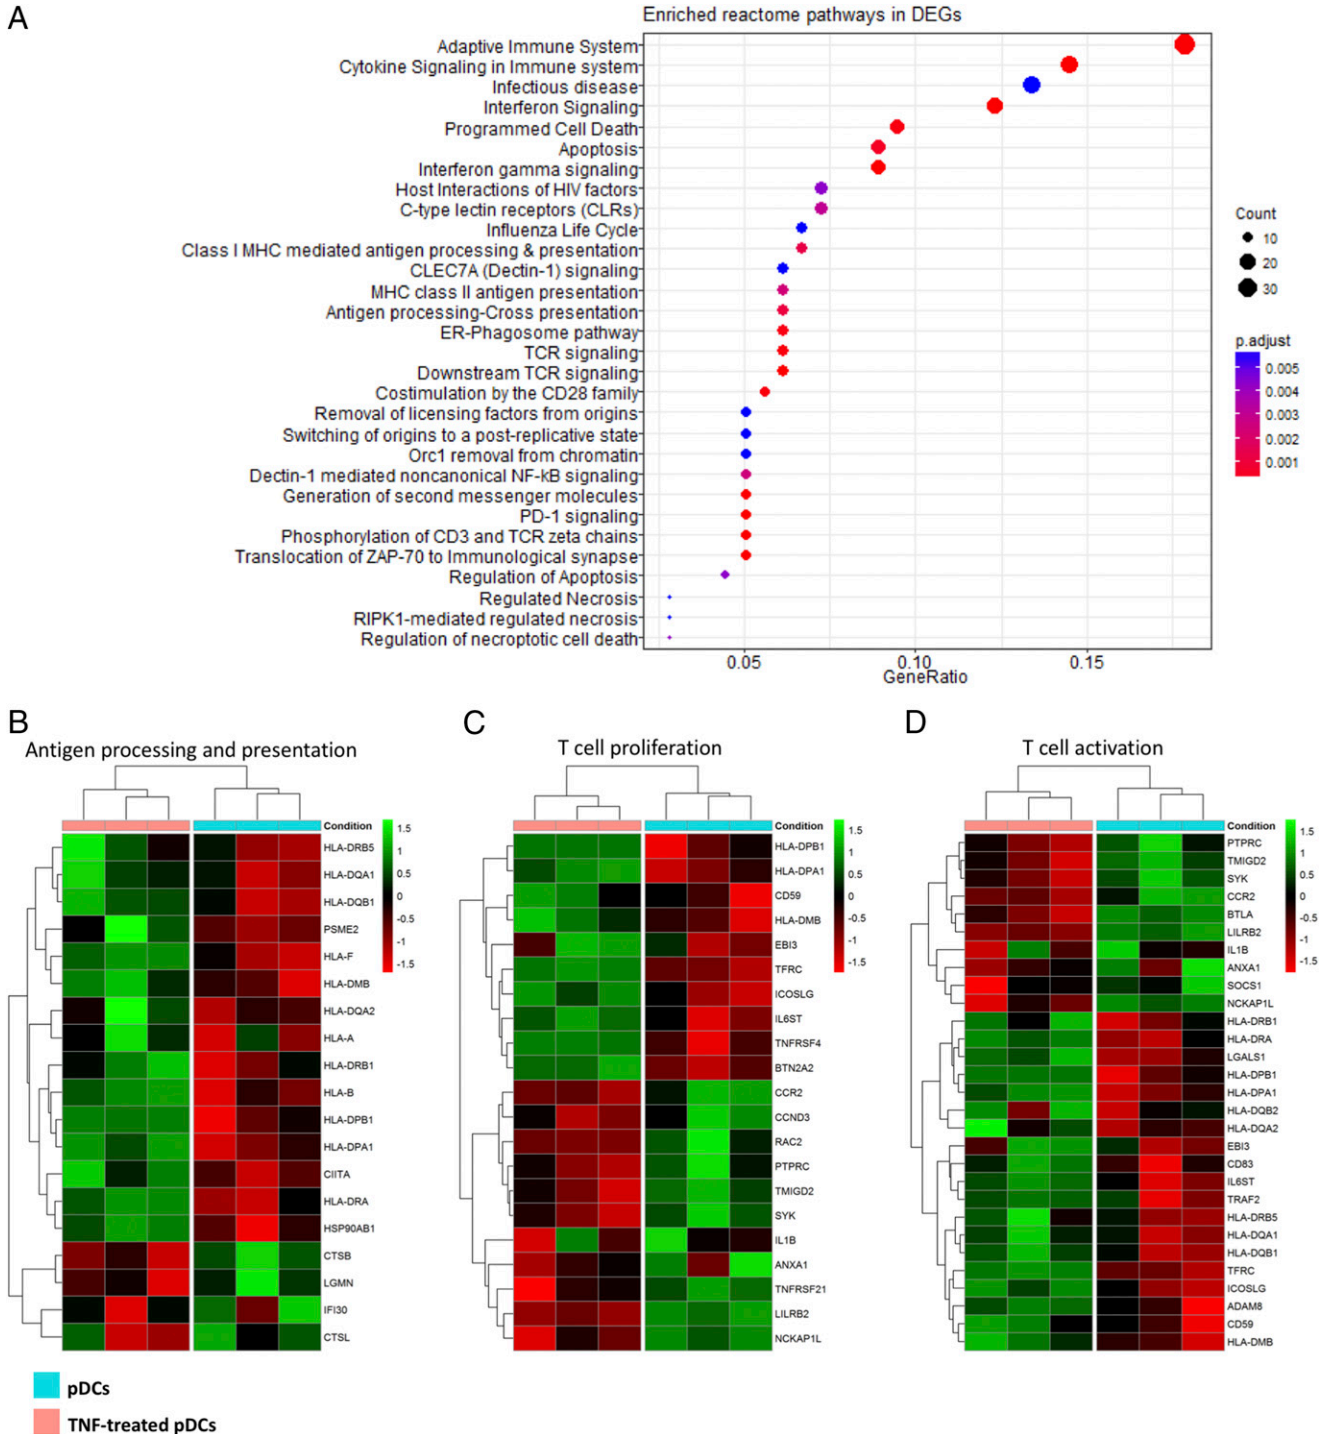 A
Enriched reactome pathways in DEGs
Adaptive Immune System
Cytokine Signaling in Immune system
Infectious disease
Interferon Signaling
Programmed Cell Death
Apoptosis
Interferon gamma signaling
Host Interactions of HIV factors
C-type lectin receptors (CLRs)
Influenza Life Cycle
Class I MHC mediated antigen processing & presentation
CLEC7A (Dectin-1) signaling
MHC class II antigen presentation
Antigen processing-Cross presentation
ER-Phagosome pathway
TCR signaling
Downstream TCR signaling
Costimulation by the CD28 family
Removal of licensing factors from origins
Switching of origins to a post-replicative state
Orc1 removal from chromatin
Dectin-1 mediated noncanonical NF-kB signaling
Generation of second messenger molecules
PD-1 signaling
Phosphorylation of CD3 and TCR zeta chains
Translocation of ZAP-70 to Immunological synapse
Regulation of Apoptosis
Regulated Necrosis
RIPK1-mediated regulated necrosis
Regulation of necroptotic cell death
0.05 0.10 0.15
GeneRatio
Count
10
20
30
p.adjust
0.005
0.004
0.003
0.002
0.001
B
Antigen processing and presentation
Condition
HLA-DRB5
HLA-DQA1
HLA-DQB1
PSME2
HLA-F
HLA-DMB
HLA-DQA2
HLA-A
HLA-DRB1
HLA-B
HLA-DPB1
HLA-DPA1
CIITA
HLA-DRA
HSP90AB1
CTSB
LGMN
IFI30
CTSL
1.5
1
0.5
0
-0.5
-1
-1.5
C
T cell proliferation
Condition
HLA-DPB1
HLA-DPA1
CD59
HLA-DMB
EBI3
TFRC
ICOSLG
IL6ST
TNFRSF4
BTN2A2
CCR2
CCND3
RAC2
PTPRC
TMIGD2
SYK
IL1B
ANXA1
TNFRSF21
LILRB2
NCKAP1L
1.5
1
0.5
0
-0.5
-1
-1.5
D
T cell activation
Condition
PTPRC
TMIGD2
SYK
CCR2
BTLA
LILRB2
IL1B
ANXA1
SOCS1
NCKAP1L
HLA-DRB1
HLA-DRA
LGALS1
HLA-DPB1
HLA-DPA1
HLA-DQB2
HLA-DQA2
EBI3
CD83
IL6ST
TRAF2
HLA-DRB5
HLA-DQA1
HLA-DQB1
TFRC
ICOSLG
ADAM8
CD59
HLA-DMB
1.5
1
0.5
0
-0.5
-1
-1.5
pDCs
TNF-treated pDCs